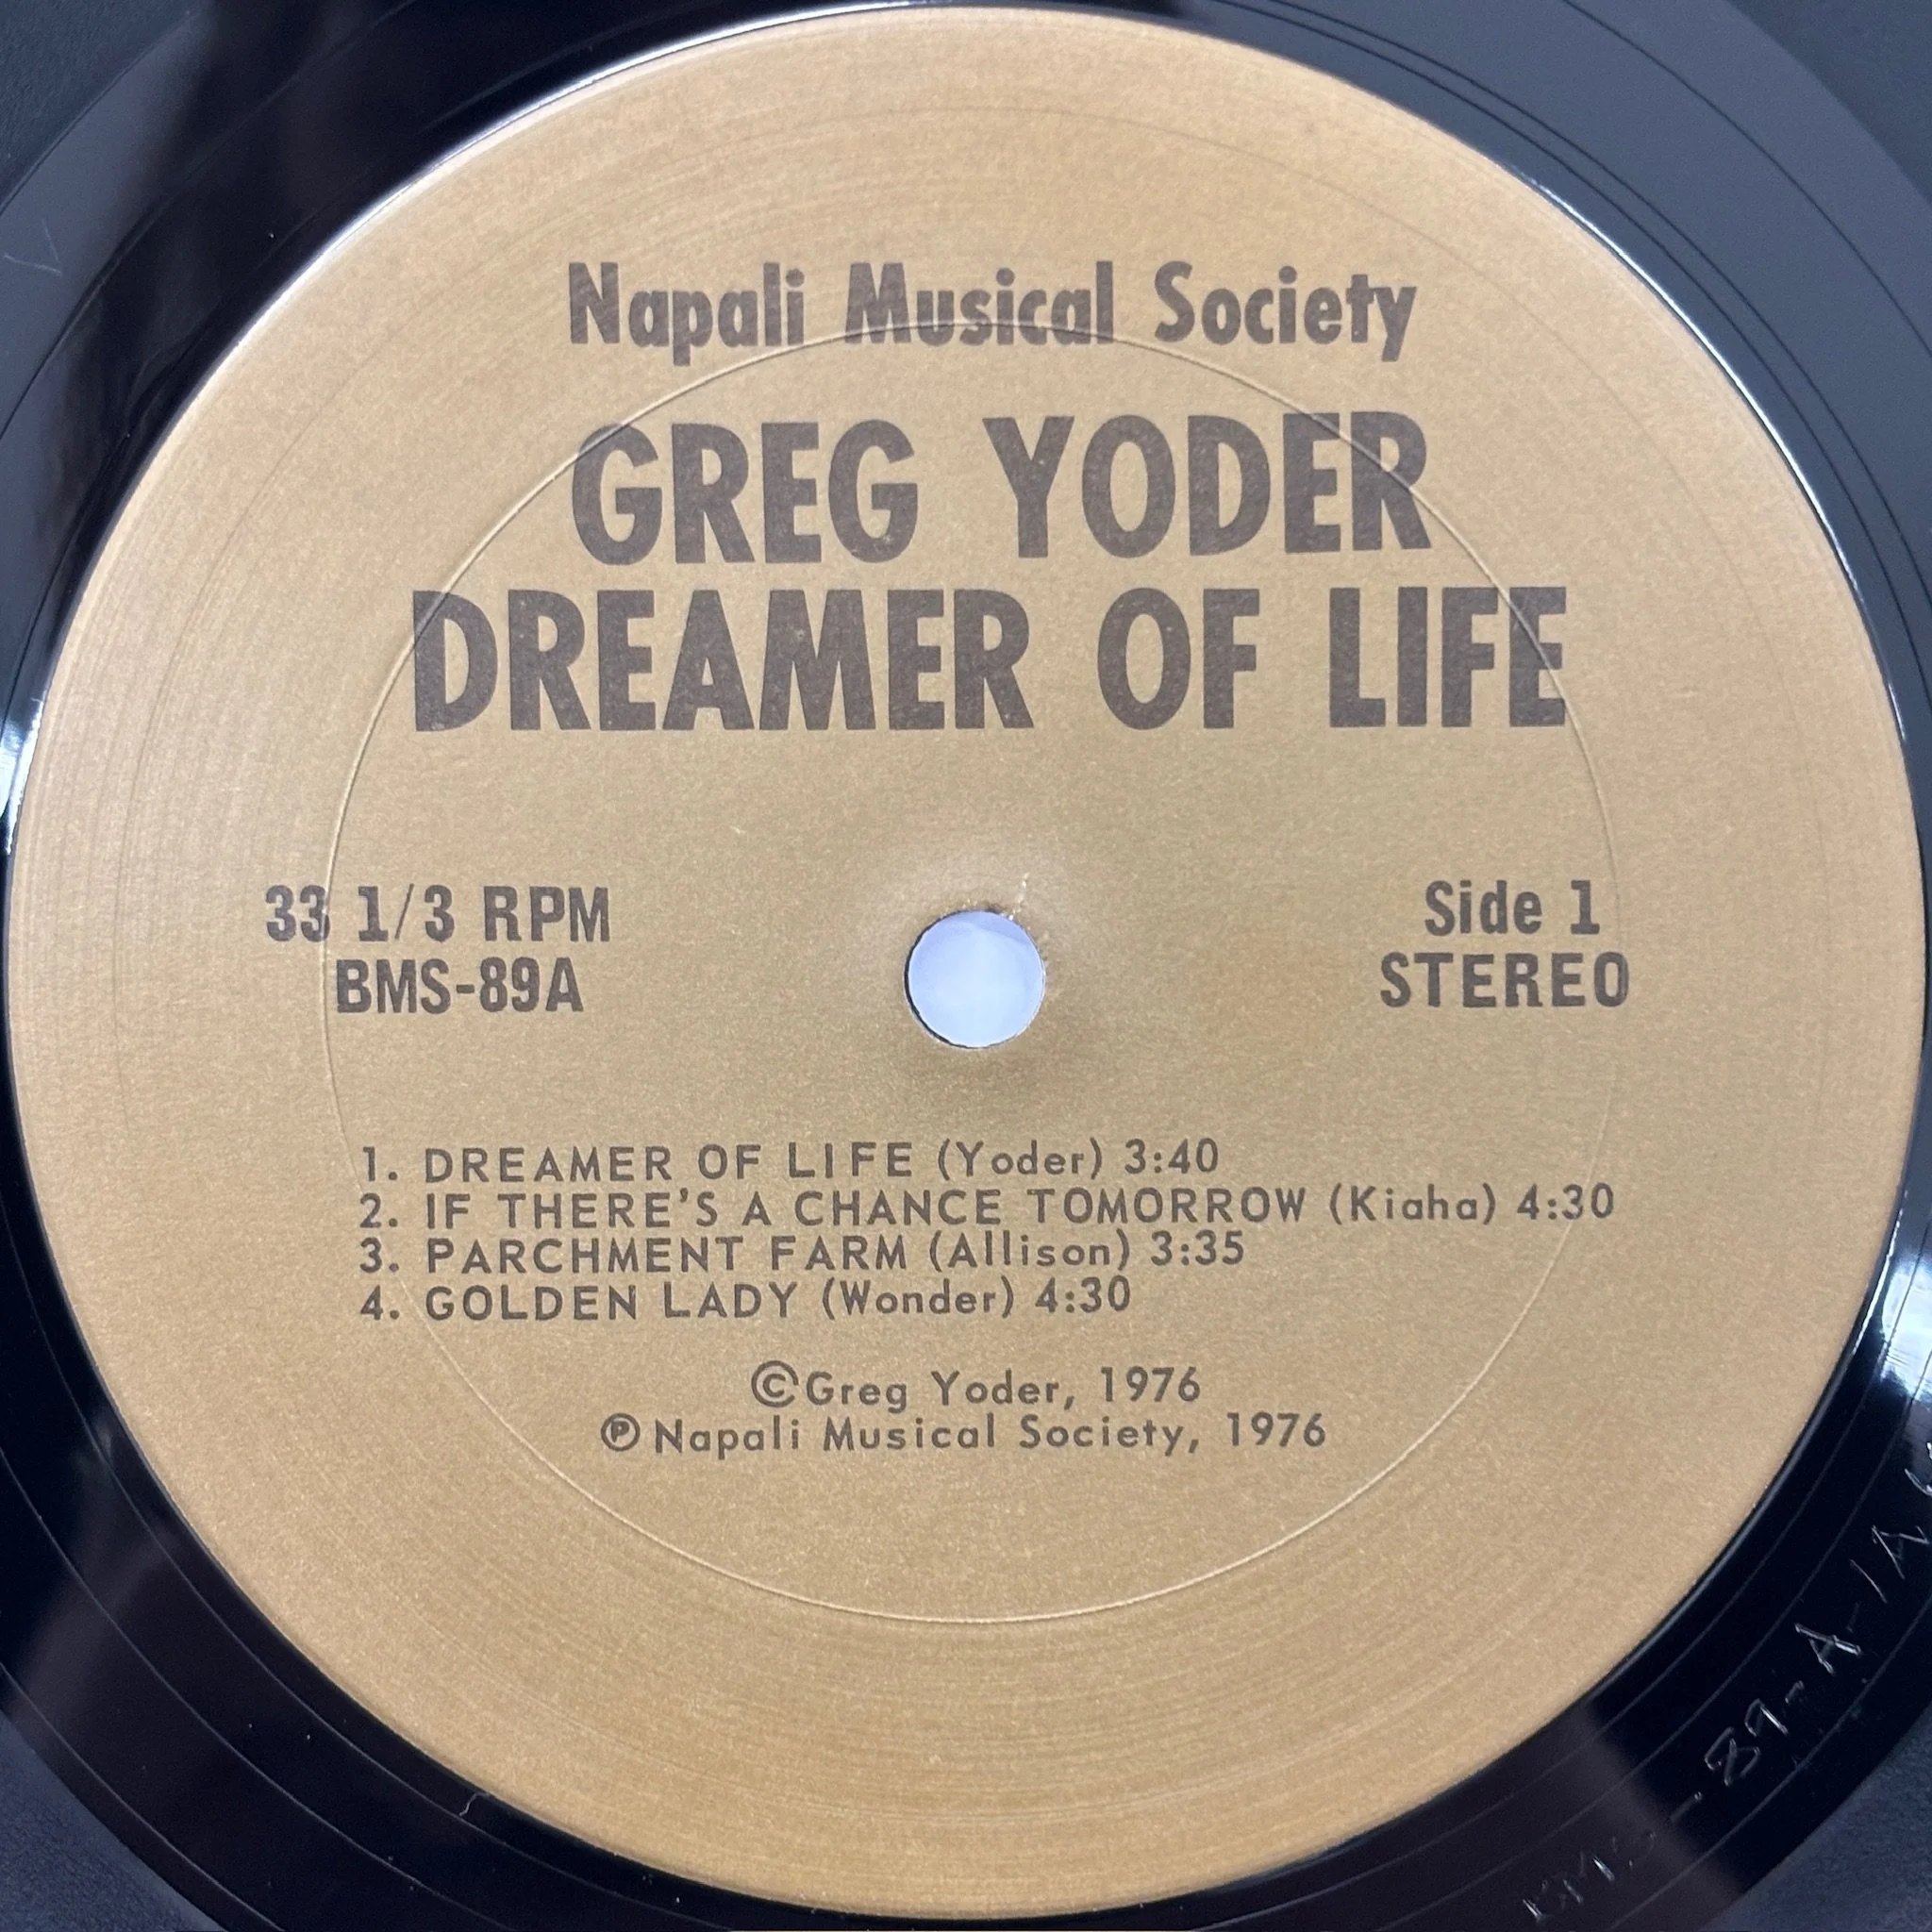 Napali Musical Society
GREG YODER
DREAMER OF LIFE
33 1/3 RPM
BMS-89A
Side 1
STEREO
1. DREAMER OF LIFE (Yoder) 3:40
2. IF THERE'S A CHANCE TOMORROW (Kiaha) 4:30
3. PARCHMENT FARM (Allison) 3:35
4. GOLDEN LADY (Wonder) 4:30
©Greg Yoder, 1976
℗Napali Musical Society, 1976
BMS-89-A